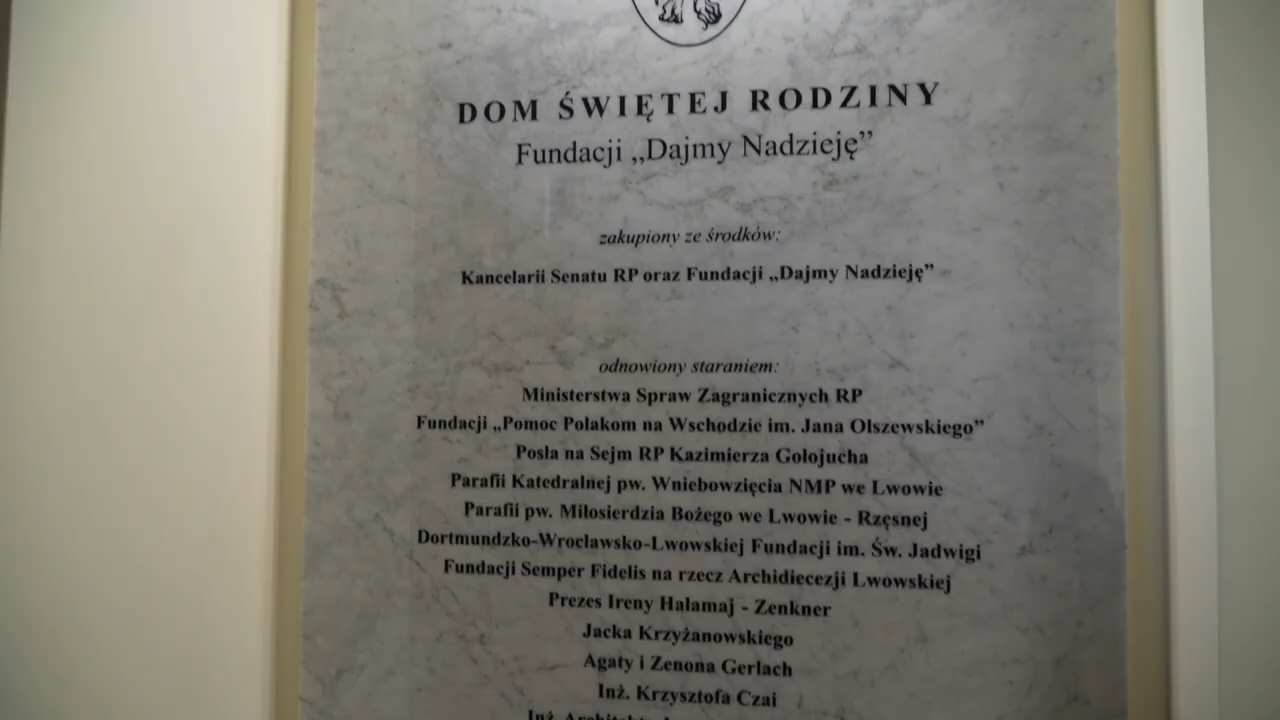 DOM ŚWIĘTEJ RODZINY
Fundacji „Dajmy Nadzieję”
zakupiony ze środków:
Kancelarii Senatu RP oraz Fundacji „Dajmy Nadzieję”
odnowiony staraniem:
Ministerstwa Spraw Zagranicznych RP
Fundacji „Pomoc Polakom na Wschodzie im. Jana Olszewskiego”
Posła na Sejm RP Kazimierza Gołojucha
Parafii Katedralnej pw. Wniebowzięcia NMP we Lwowie
Parafii pw. Miłosierdzia Bożego we Lwowie - Rzęsnej
Dortmundzko-Wrocławsko-Lwowskiej Fundacji im. Św. Jadwigi
Fundacji Semper Fidelis na rzecz Archidiecezji Lwowskiej
Prezes Ireny Hałamaj - Zenkner
Jacka Krzyżanowskiego
Agaty i Zenona Gerlach
Inż. Krzysztofa Czai
Inż.